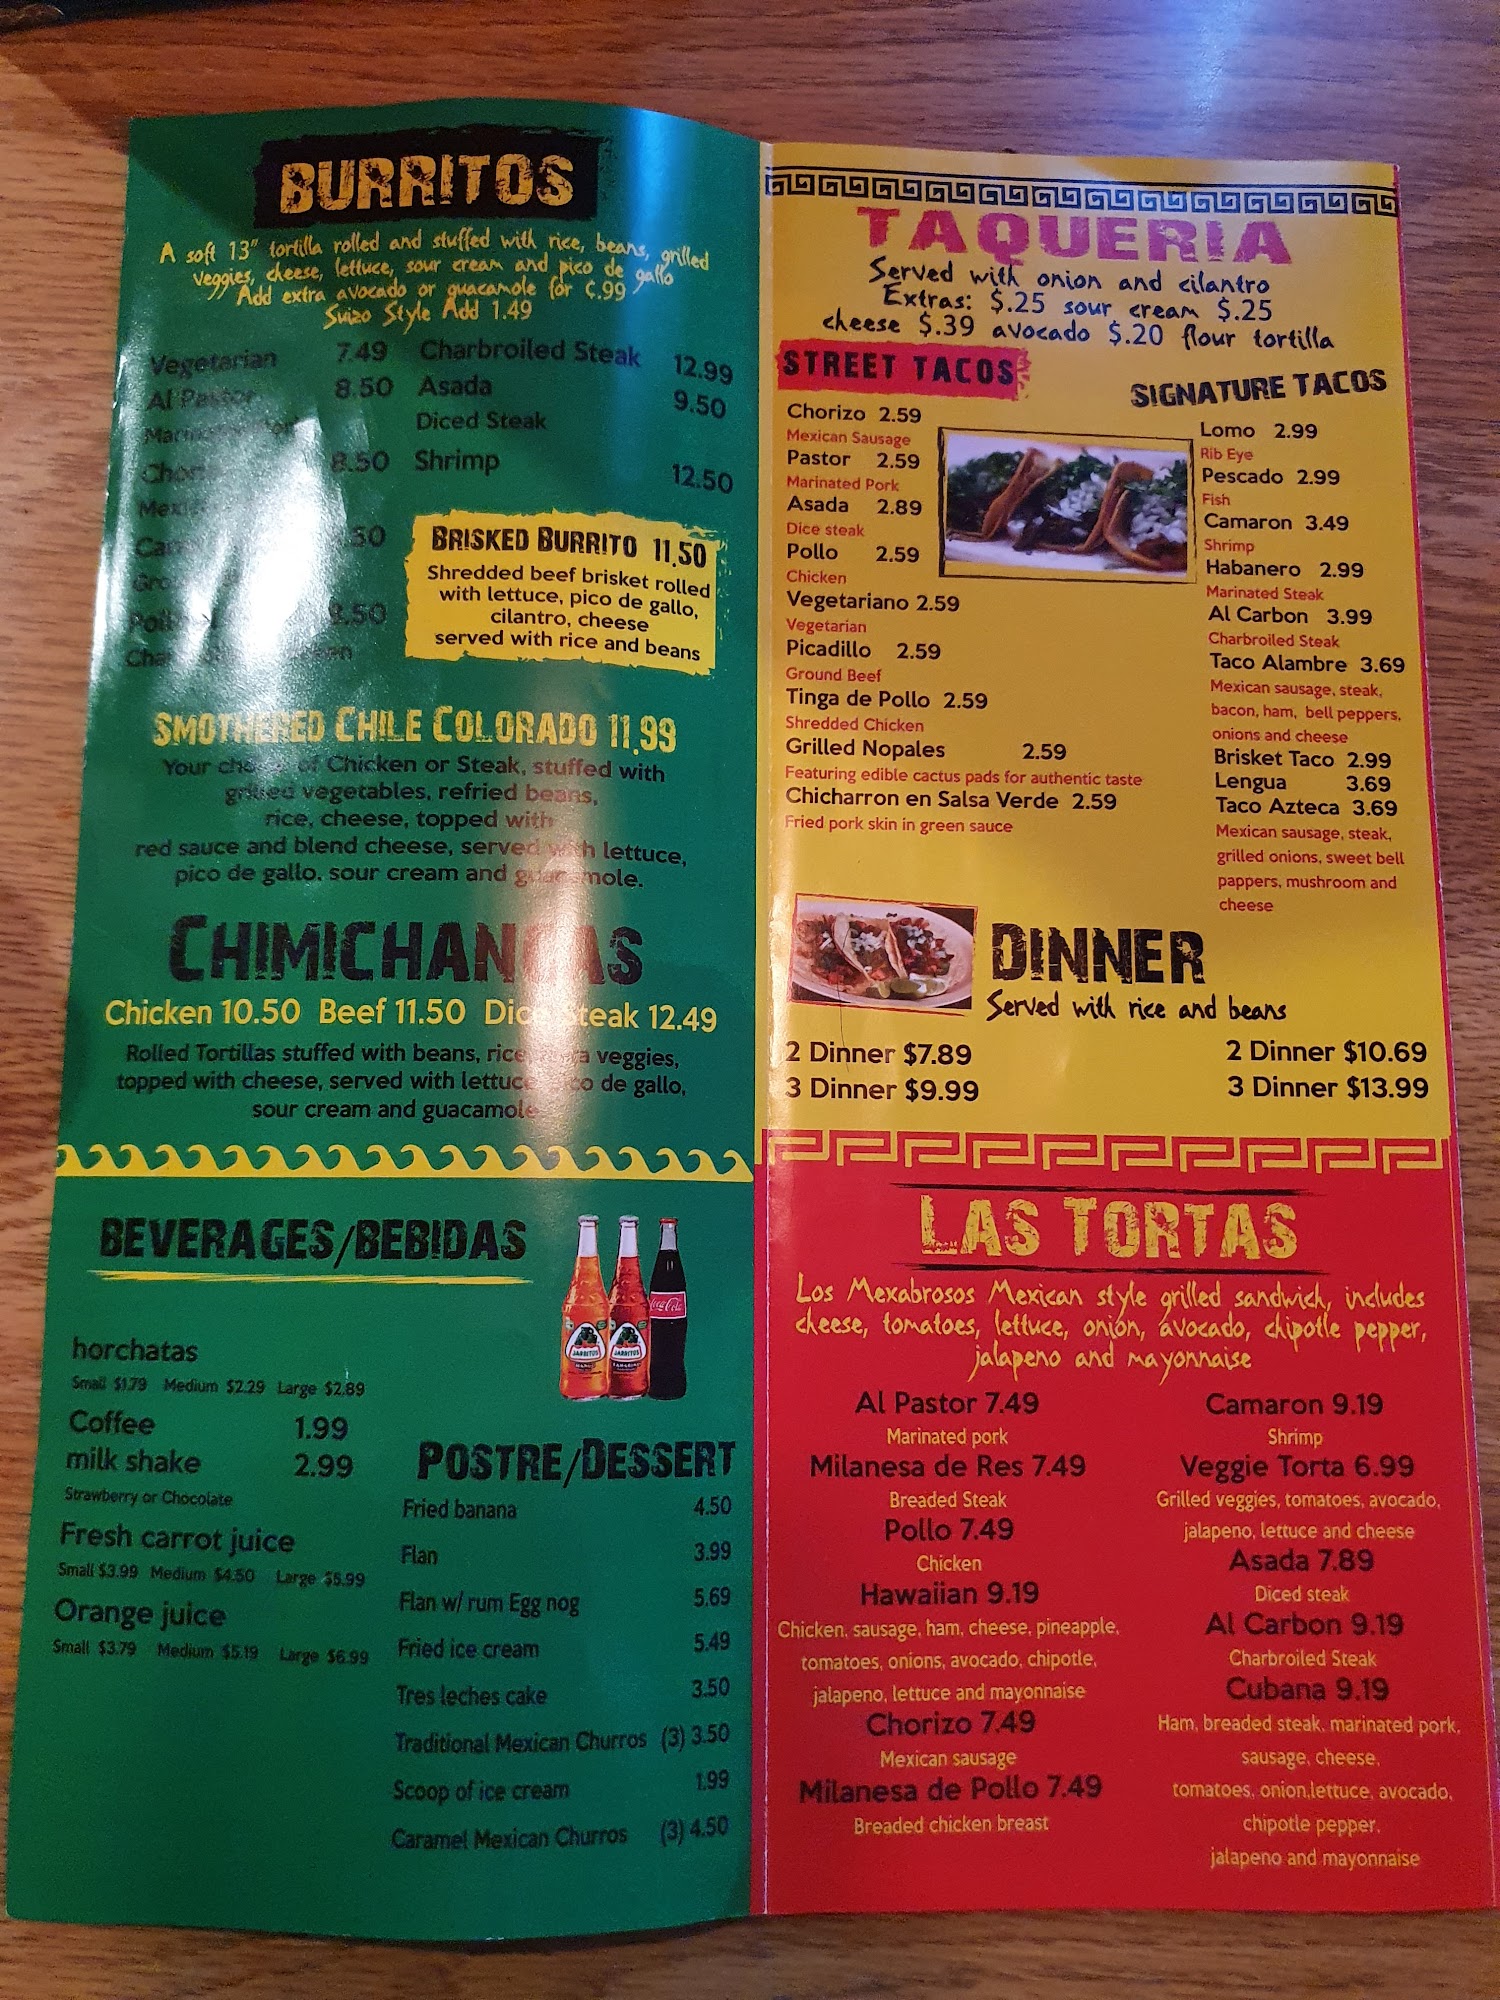 BURRITOS
A soft 13" tortilla rolled and stuffed with rice, beans, grilled
veggies, cheese, lettuce, sour cream and pico de gallo
Add extra avocado or guacamole for ¢.99
Suizo Style Add 1.49
Vegetarian 7.49
Al Pastor 8.50
8.50
.50
8.50
Charbroiled Steak 12.99
Asada 9.50
Diced Steak
Shrimp 12.50
BRISKED BURRITO 11.50
Shredded beef brisket rolled
with lettuce, pico de gallo,
cilantro, cheese
served with rice and beans
SMOTHERED CHILE COLORADO 11.99
Your choice of Chicken or Steak, stuffed with
grilled vegetables, refried beans,
rice, cheese, topped with
red sauce and blend cheese, served with lettuce,
pico de gallo, sour cream and guacamole.
CHIMICHANGAS
Chicken 10.50 Beef 11.50 Dice Steak 12.49
Rolled Tortillas stuffed with beans, rice, veggies,
topped with cheese, served with lettuce, pico de gallo,
sour cream and guacamole
BEVERAGES/BEBIDAS
horchatas
Small $1.79 Medium $2.29 Large $2.89
Coffee 1.99
milk shake 2.99
Strawberry or Chocolate
Fresh carrot juice
Small $3.99 Medium $4.50 Large $5.99
Orange juice
Small $3.79 Medium $5.19 Large $6.99
JARRITOS
JARRITOS
Coca-Cola
POSTRE/DESSERT
Fried banana 4.50
Flan 3.99
Flan w/ rum Egg nog 5.69
Fried ice cream 5.49
Tres leches cake 3.50
Traditional Mexican Churros (3) 3.50
Scoop of ice cream 1.99
Caramel Mexican Churros (3) 4.50
TAQUERIA
Served with onion and cilantro
Extras: $.25 sour cream $.25
cheese $.39 avocado $.20 flour tortilla
STREET TACOS
Chorizo 2.59
Mexican Sausage
Pastor 2.59
Marinated Pork
Asada 2.89
Dice steak
Pollo 2.59
Chicken
Vegetariano 2.59
Vegetarian
Picadillo 2.59
Ground Beef
Tinga de Pollo 2.59
Shredded Chicken
Grilled Nopales 2.59
Featuring edible cactus pads for authentic taste
Chicharron en Salsa Verde 2.59
Fried pork skin in green sauce
SIGNATURE TACOS
Lomo 2.99
Rib Eye
Pescado 2.99
Fish
Camaron 3.49
Shrimp
Habanero 2.99
Marinated Steak
Al Carbon 3.99
Charbroiled Steak
Taco Alambre 3.69
Mexican sausage, steak,
bacon, ham, bell peppers,
onions and cheese
Brisket Taco 2.99
Lengua 3.69
Taco Azteca 3.69
Mexican sausage, steak,
grilled onions, sweet bell
pappers, mushroom and
cheese
DINNER
Served with rice and beans
2 Dinner $7.89
3 Dinner $9.99
2 Dinner $10.69
3 Dinner $13.99
LAS TORTAS
Los Mexabrosos Mexican style grilled sandwich, includes
cheese, tomatoes, lettuce, onion, avocado, chipotle pepper,
jalapeno and mayonnaise
Al Pastor 7.49
Marinated pork
Milanesa de Res 7.49
Breaded Steak
Pollo 7.49
Chicken
Hawaiian 9.19
Chicken, sausage, ham, cheese, pineapple,
tomatoes, onions, avocado, chipotle,
jalapeno, lettuce and mayonnaise
Chorizo 7.49
Mexican sausage
Milanesa de Pollo 7.49
Breaded chicken breast
Camaron 9.19
Shrimp
Veggie Torta 6.99
Grilled veggies, tomatoes, avocado,
jalapeno, lettuce and cheese
Asada 7.89
Diced steak
Al Carbon 9.19
Charbroiled Steak
Cubana 9.19
Ham, breaded steak, marinated pork,
sausage, cheese,
tomatoes, onion,lettuce, avocado,
chipotle pepper,
jalapeno and mayonnaise